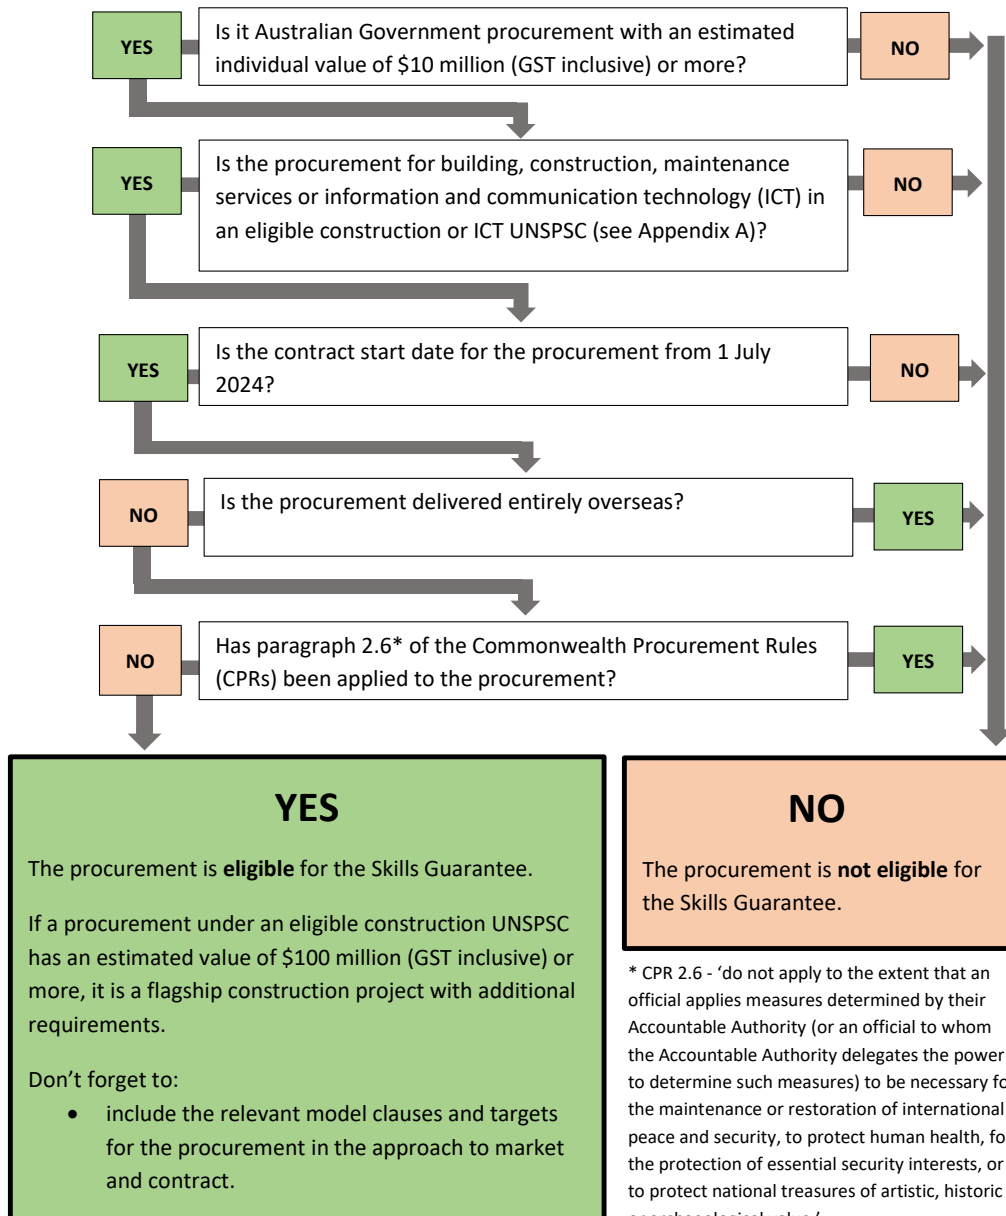 YES
Is it Australian Government procurement with an estimated
individual value of $10 million (GST inclusive) or more?
NO
YES
Is the procurement for building, construction, maintenance
services or information and communication technology (ICT) in
an eligible construction or ICT UNSPSC (see Appendix A)?
NO
YES
Is the contract start date for the procurement from 1 July
2024?
NO
NO
Is the procurement delivered entirely overseas?
YES
NO
Has paragraph 2.6* of the Commonwealth Procurement Rules
(CPRs) been applied to the procurement?
YES
YES
The procurement is eligible for the Skills Guarantee.
If a procurement under an eligible construction UNSPSC
has an estimated value of $100 million (GST inclusive) or
more, it is a flagship construction project with additional
requirements.
Don’t forget to:
• include the relevant model clauses and targets
for the procurement in the approach to market
and contract.
NO
The procurement is not eligible for
the Skills Guarantee.
* CPR 2.6 - ‘do not apply to the extent that an
official applies measures determined by their
Accountable Authority (or an official to whom
the Accountable Authority delegates the power
to determine such measures) to be necessary
the maintenance or restoration of international
peace and security, to protect human health,
the protection of essential security interests, or
to protect national treasures of artistic, historic